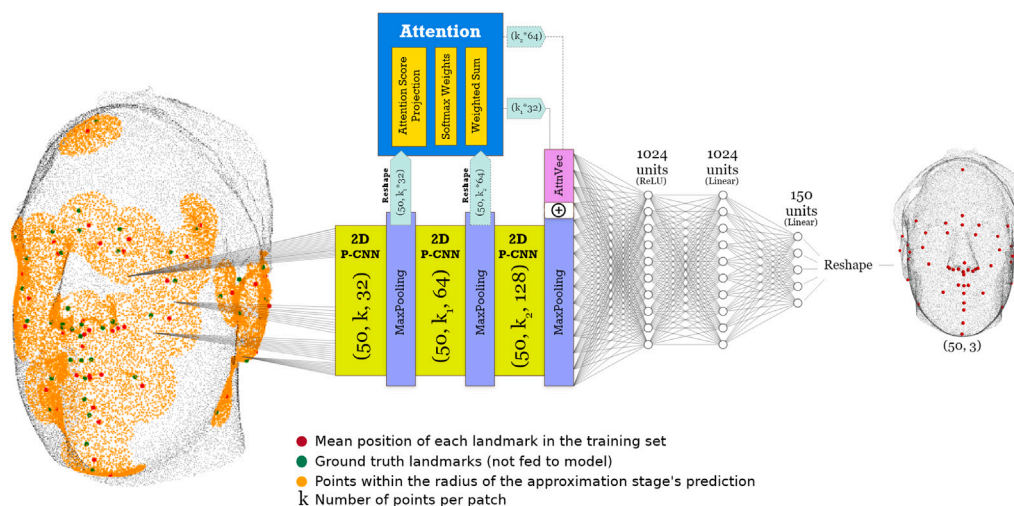 Attention
Attention Score
Projection
Softmax Weights
Weighted Sum
(k₂*64)
(k₁*32)
Reshape
(50, k₁*32)
Reshape
(50, k₂*64)
AttnVec
2D
P-CNN
(50, k, 32)
MaxPooling
2D
P-CNN
(50, k₁, 64)
MaxPooling
2D
P-CNN
(50, k₂, 128)
MaxPooling
1024
units
(ReLU)
1024
units
(Linear)
150
units
(Linear)
Reshape
(50, 3)
Mean position of each landmark in the training set
Ground truth landmarks (not fed to model)
Points within the radius of the approximation stage's prediction
k Number of points per patch